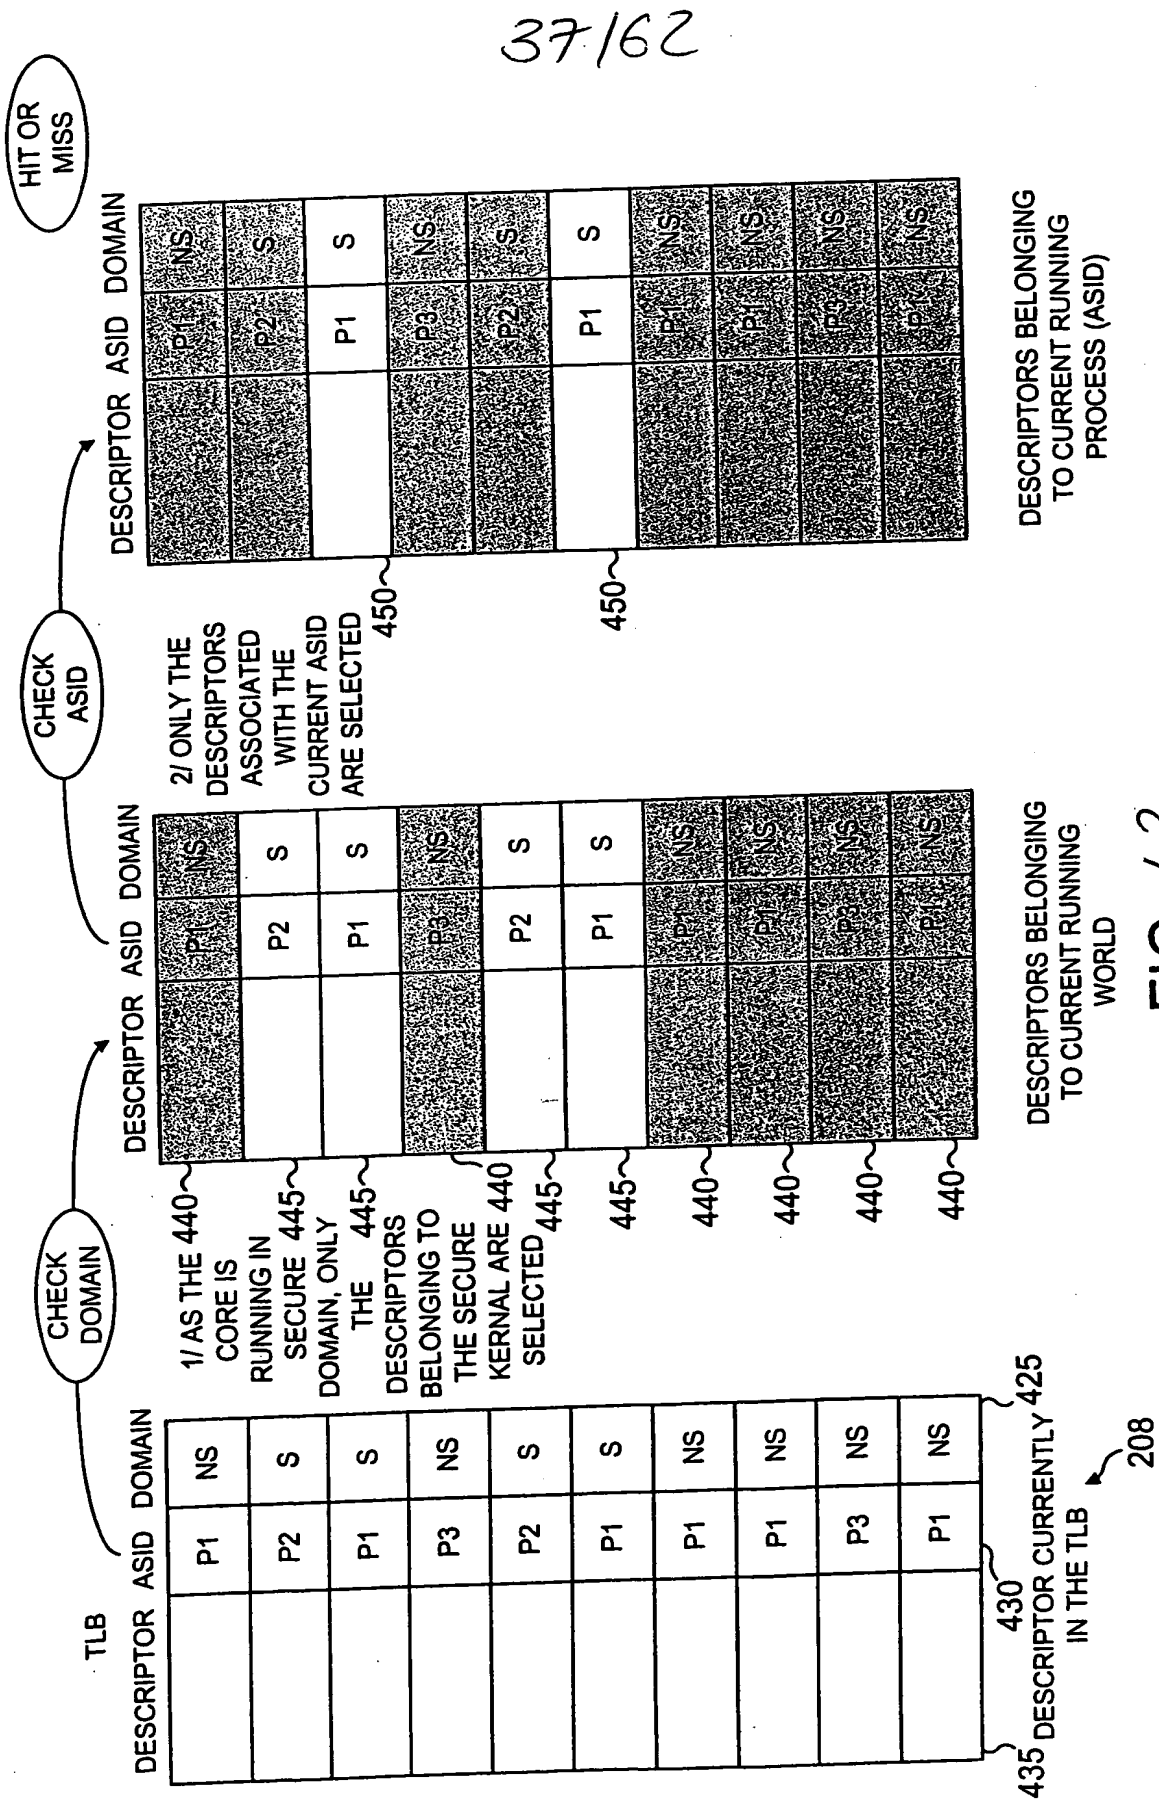 37/62
CHECK
DOMAIN
CHECK
ASID
HIT OR
MISS
TLB
DESCRIPTOR ASID DOMAIN
P1 NS
P2 S
P1 S
P3 NS
P2 S
P1 S
P1 NS
P1 NS
P3 NS
P1 NS
435
430
425
DESCRIPTOR CURRENTLY
IN THE TLB
208
1/ AS THE
CORE IS
RUNNING IN
SECURE
DOMAIN, ONLY
THE
DESCRIPTORS
BELONGING TO
THE SECURE
KERNAL ARE
SELECTED
440
445
445
440
445
445
440
440
440
440
DESCRIPTOR ASID DOMAIN
P1 NS
P2 S
P1 S
P3 NS
P2 S
P1 S
P1 NS
P1 NS
P3 NS
P1 NS
DESCRIPTORS BELONGING
TO CURRENT RUNNING
WORLD
2/ ONLY THE
DESCRIPTORS
ASSOCIATED
WITH THE
CURRENT ASID
ARE SELECTED
450
450
DESCRIPTOR ASID DOMAIN
P1 NS
P2 S
P1 S
P3 NS
P2 S
P1 S
P1 NS
P1 NS
P3 NS
P1 NS
DESCRIPTORS BELONGING
TO CURRENT RUNNING
PROCESS (ASID)